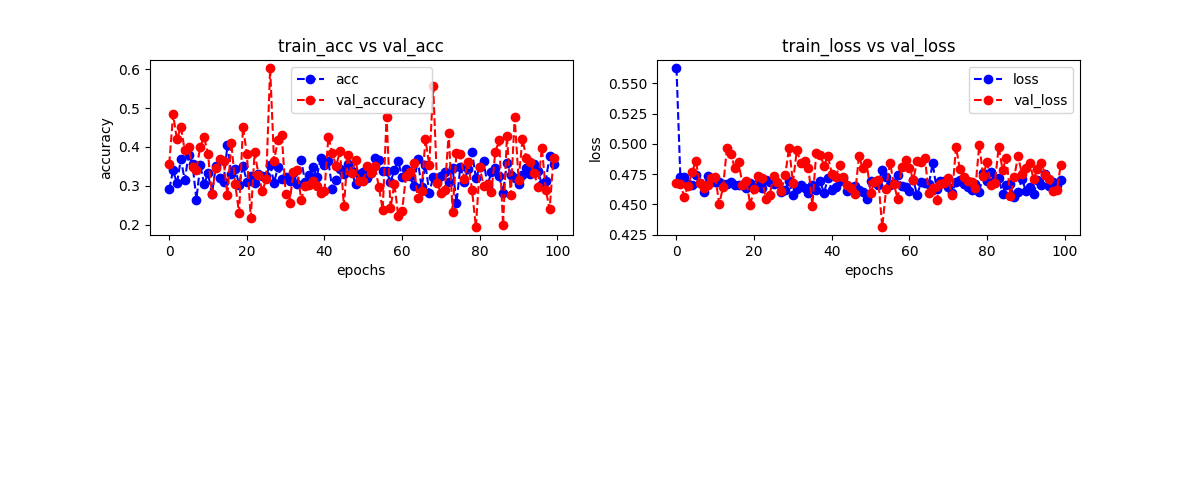 train_acc vs val_acc
acc
val_accuracy
accuracy
0.6
0.5
0.4
0.3
0.2
0
20
40
60
80
100
epochs
train_loss vs val_loss
loss
val_loss
loss
0.550
0.525
0.500
0.475
0.450
0.425
0
20
40
60
80
100
epochs